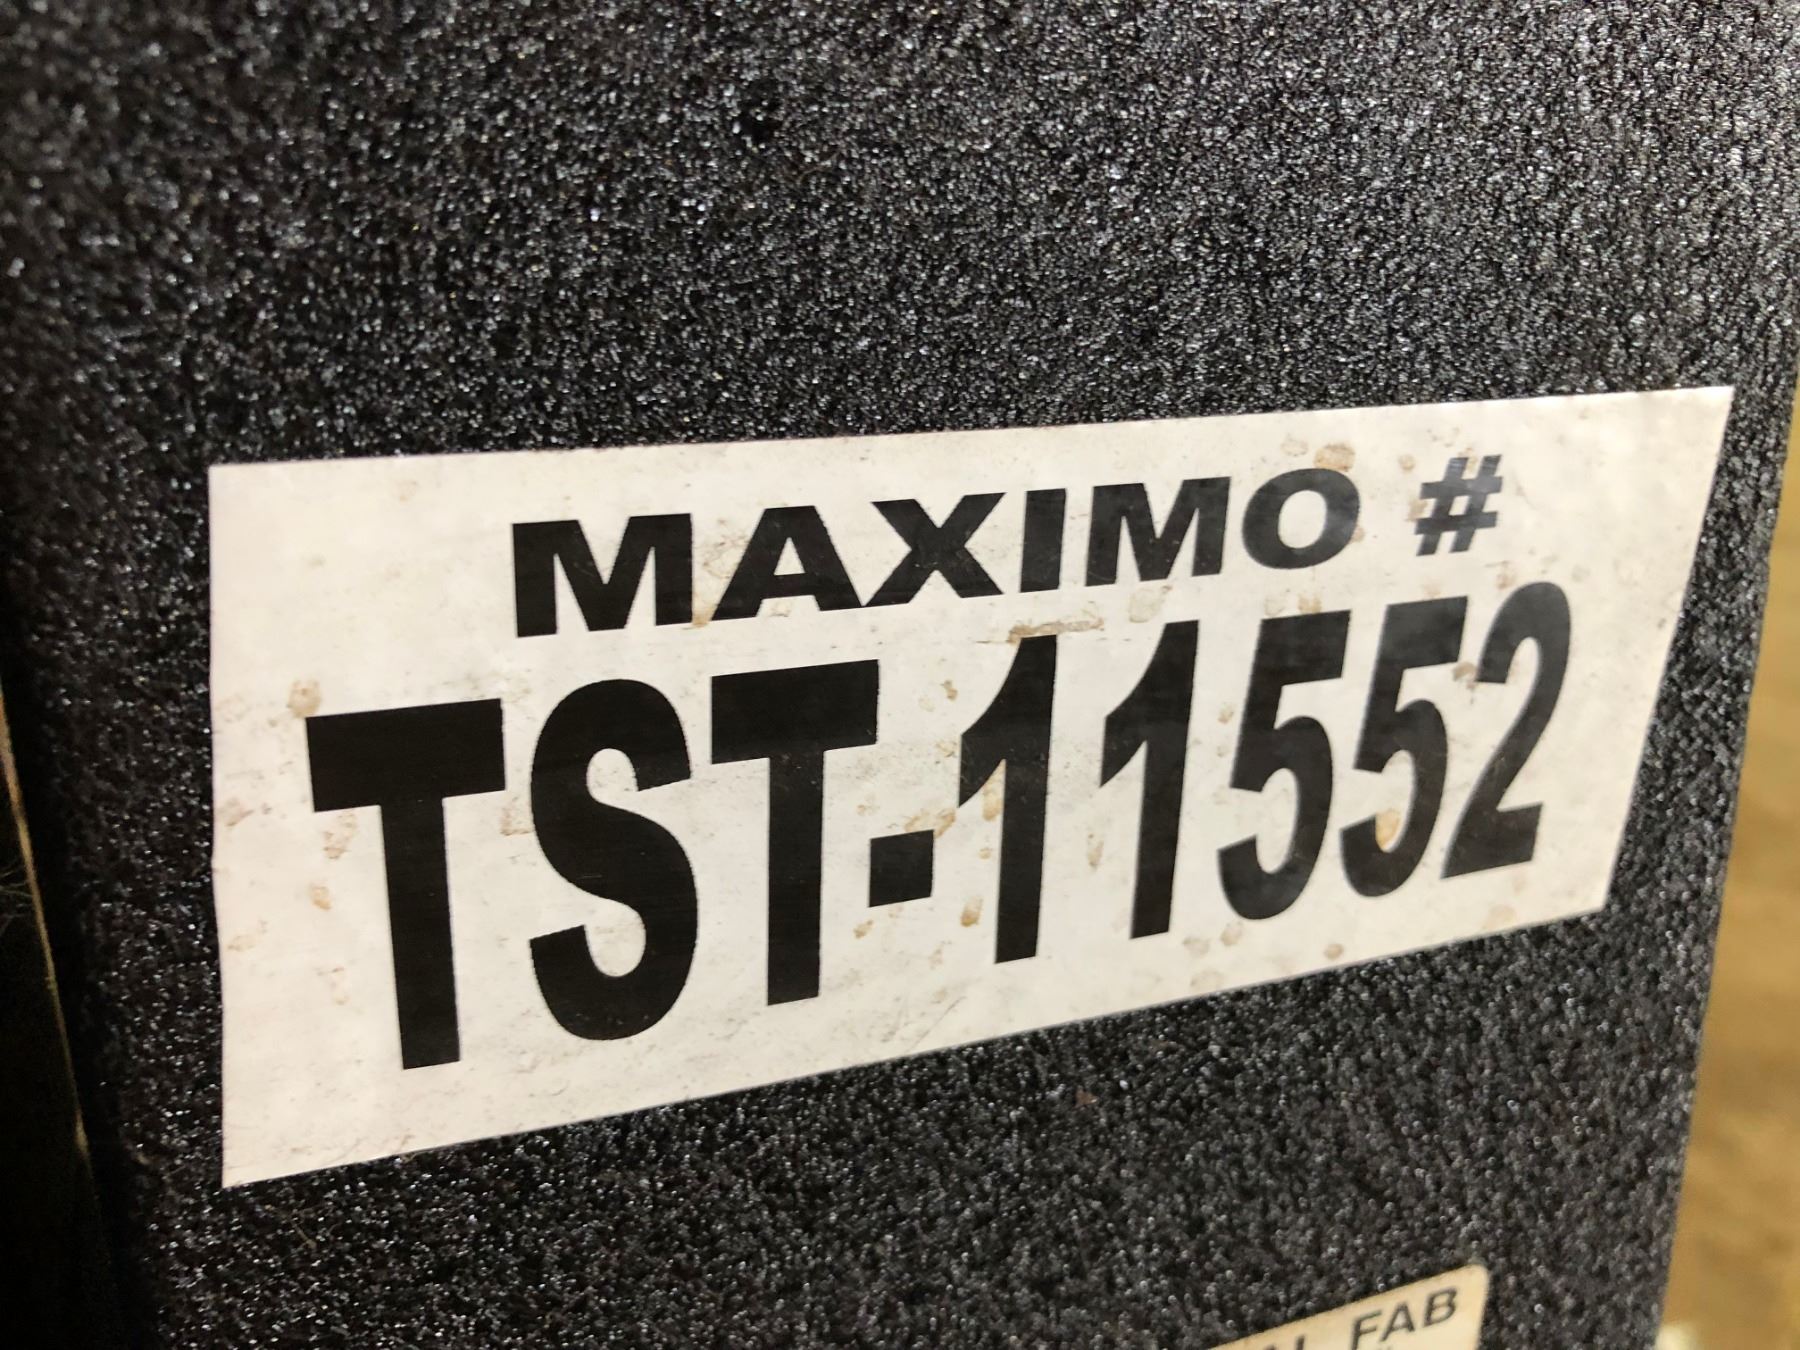 MAXIMO #
TST-11552
FAB